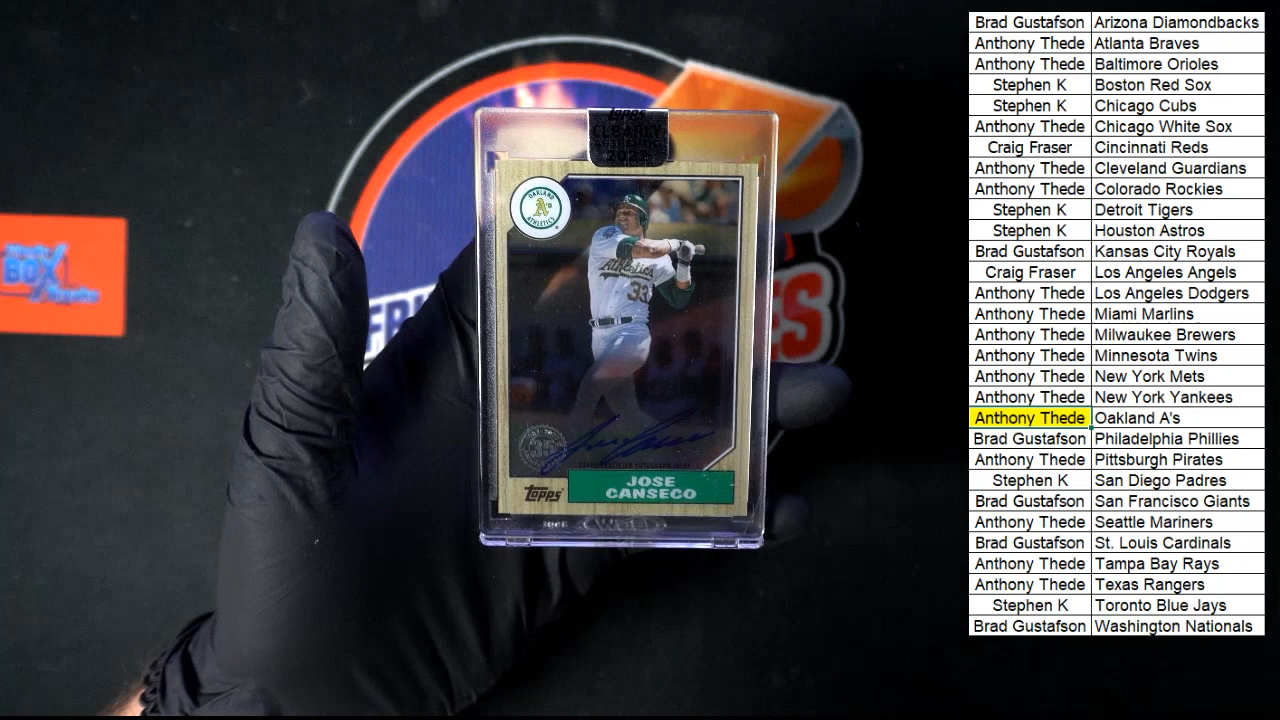 Brad Gustafson Arizona Diamondbacks
Anthony Thede Atlanta Braves
Anthony Thede Baltimore Orioles
Stephen K Boston Red Sox
Stephen K Chicago Cubs
Anthony Thede Chicago White Sox
Craig Fraser Cincinnati Reds
Anthony Thede Cleveland Guardians
Anthony Thede Colorado Rockies
Stephen K Detroit Tigers
Stephen K Houston Astros
Brad Gustafson Kansas City Royals
Craig Fraser Los Angeles Angels
Anthony Thede Los Angeles Dodgers
Anthony Thede Miami Marlins
Anthony Thede Milwaukee Brewers
Anthony Thede Minnesota Twins
Anthony Thede New York Mets
Anthony Thede New York Yankees
Anthony Thede Oakland A's
Brad Gustafson Philadelphia Phillies
Anthony Thede Pittsburgh Pirates
Stephen K San Diego Padres
Brad Gustafson San Francisco Giants
Anthony Thede Seattle Mariners
Brad Gustafson St. Louis Cardinals
Anthony Thede Tampa Bay Rays
Anthony Thede Texas Rangers
Stephen K Toronto Blue Jays
Brad Gustafson Washington Nationals
topps
OAKLAND
A's
ATHLETICS
Athletics
33
35
Topps
JOSE
CANSECO
BOX